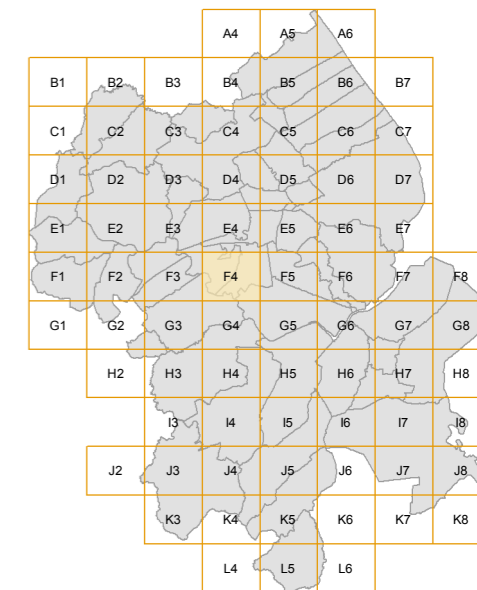 A4 A5 A6
B1 B2 B3 B4 B5 B6 B7
C1 C2 C3 C4 C5 C6 C7
D1 D2 D3 D4 D5 D6 D7
E1 E2 E3 E4 E5 E6 E7
F1 F2 F3 F4 F5 F6 F7 F8
G1 G2 G3 G4 G5 G6 G7 G8
H2 H3 H4 H5 H6 H7 H8
I3 I4 I5 I6 I7 I8
J2 J3 J4 J5 J6 J7 J8
K3 K4 K5 K6 K7 K8
L4 L5 L6